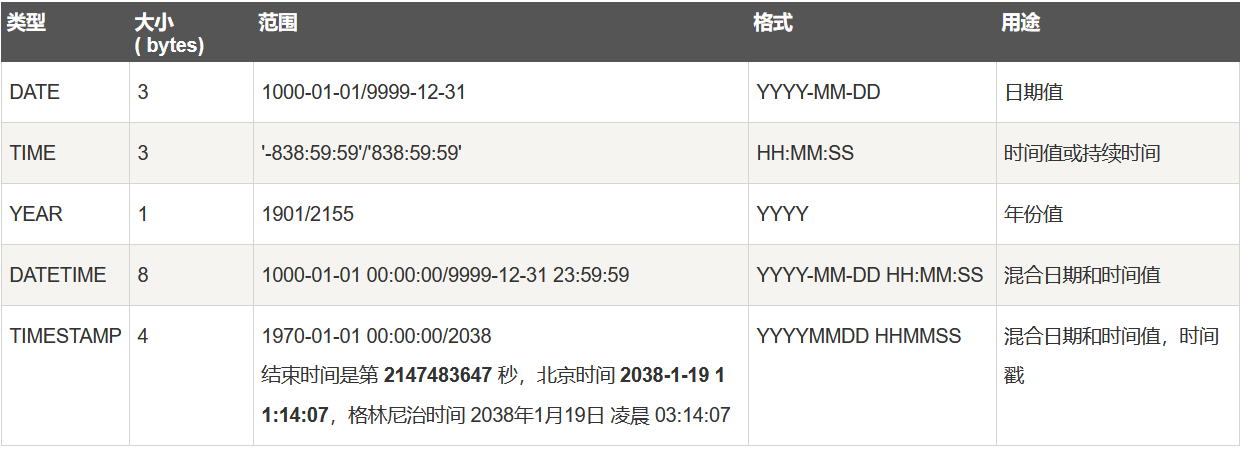 类型 大小 范围 格式 用途
( bytes)
DATE 3 1000-01-01/9999-12-31 YYYY-MM-DD 日期值
TIME 3 '-838:59:59'/'838:59:59' HH:MM:SS 时间值或持续时间
YEAR 1 1901/2155 YYYY 年份值
DATETIME 8 1000-01-01 00:00:00/9999-12-31 23:59:59 YYYY-MM-DD HH:MM:SS 混合日期和时间值
TIMESTAMP 4 1970-01-01 00:00:00/2038 YYYYMMDD HHMMSS 混合日期和时间值，时间
结束时间是第 2147483647 秒，北京时间 2038-1-19 1 戳
1:14:07，格林尼治时间 2038年1月19日 凌晨 03:14:07